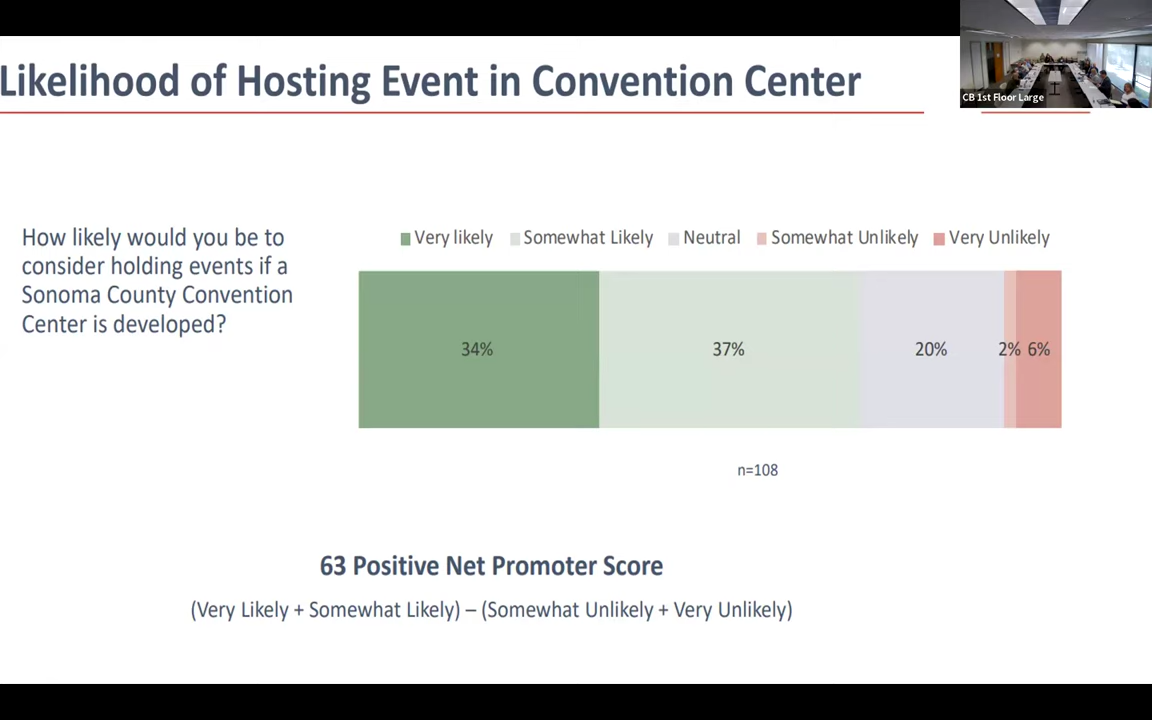 Likelihood of Hosting Event in Convention Center
CB 1st Floor Large
How likely would you be to
consider holding events if a
Sonoma County Convention
Center is developed?
Very likely Somewhat Likely Neutral Somewhat Unlikely Very Unlikely
34% 37% 20% 2% 6%
n=108
63 Positive Net Promoter Score
(Very Likely + Somewhat Likely) – (Somewhat Unlikely + Very Unlikely)